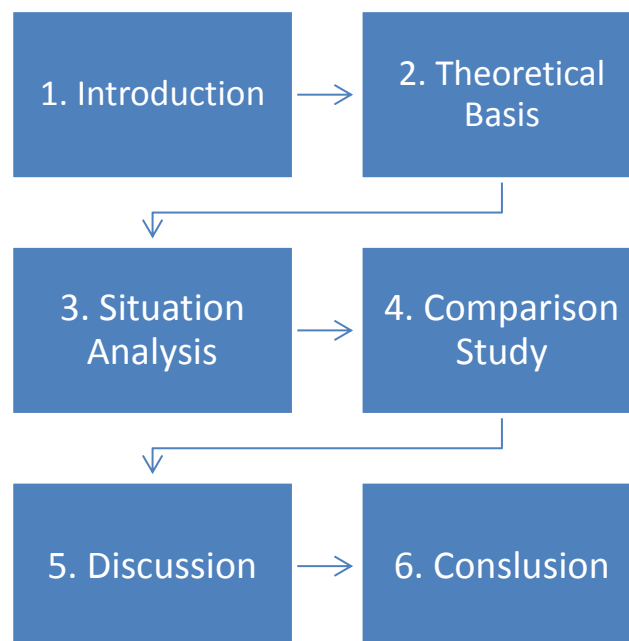 1. Introduction
2. Theoretical
Basis
3. Situation
Analysis
4. Comparison
Study
5. Discussion
6. Conslusion